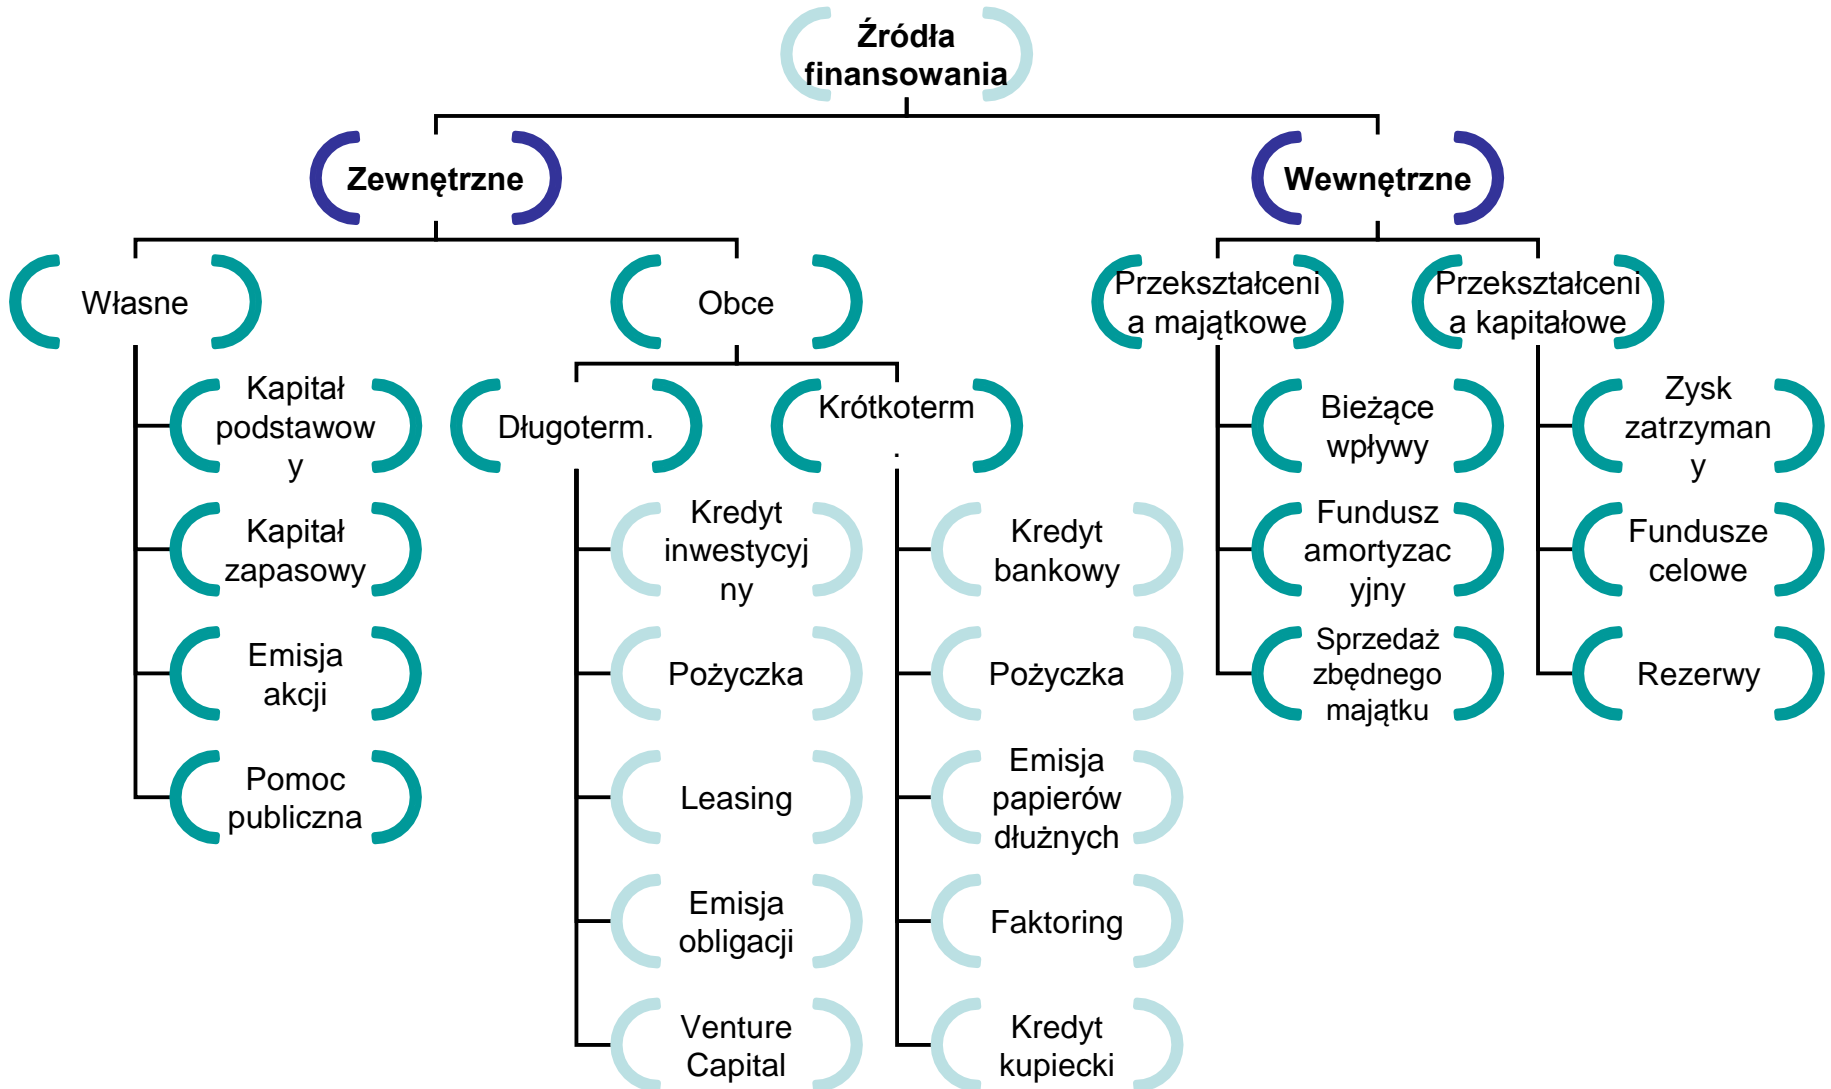 Źródła
finansowania
Zewnętrzne
Wewnętrzne
Własne
Obce
Przekształceni
a majątkowe
Przekształceni
a kapitałowe
Kapitał
podstawow
y
Długoterm.
Krótkoterm
.
Bieżące
wpływy
Zysk
zatrzyman
y
Kapitał
zapasowy
Kredyt
inwestycyj
ny
Kredyt
bankowy
Fundusz
amortyzac
yjny
Fundusze
celowe
Emisja
akcji
Pożyczka
Pożyczka
Sprzedaż
zbędnego
majątku
Rezerwy
Pomoc
publiczna
Leasing
Emisja
papierów
dłużnych
Emisja
obligacji
Faktoring
Venture
Capital
Kredyt
kupiecki